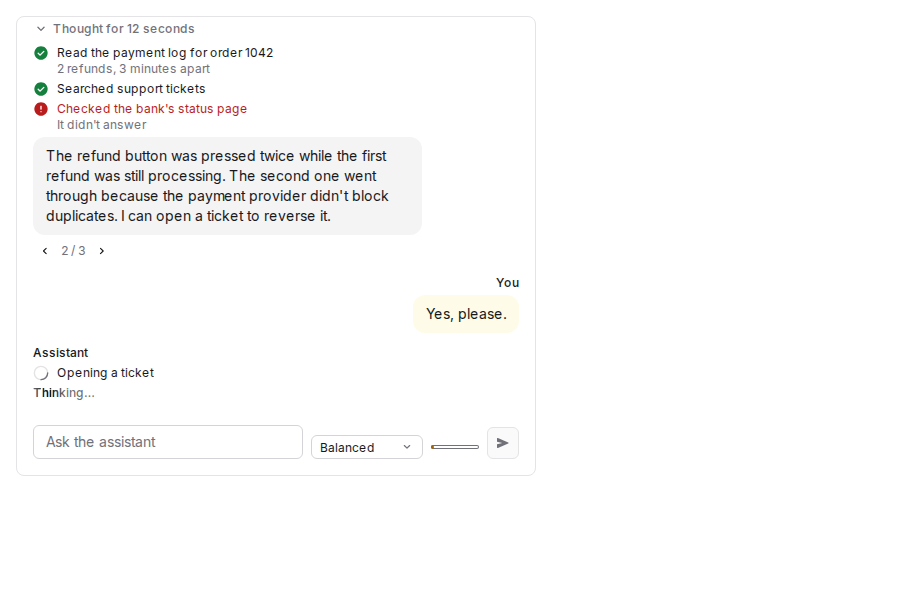 Thought for 12 seconds
Read the payment log for order 1042
2 refunds, 3 minutes apart
Searched support tickets
Checked the bank's status page
It didn't answer
The refund button was pressed twice while the first
refund was still processing. The second one went
through because the payment provider didn't block
duplicates. I can open a ticket to reverse it.
2 / 3
You
Yes, please.
Assistant
Opening a ticket
Thinking...
Ask the assistant
Balanced